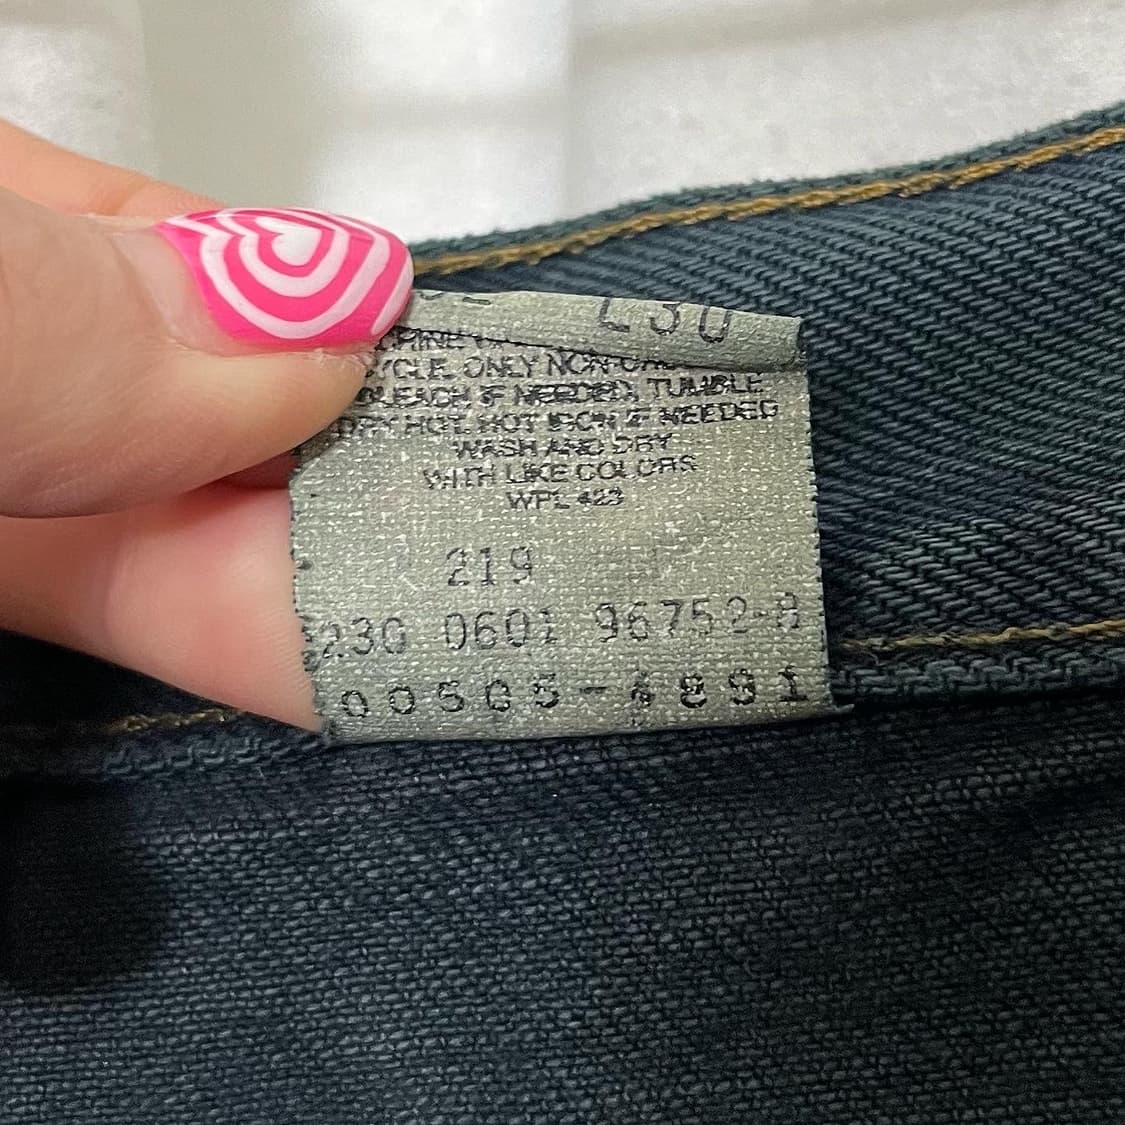 L30
CYCLE. ONLY NON-
BLEACH IF NEEDED. TUMBLE
DRY HOT. HOT IRON IF NEEDED
WASH AND DRY
WITH LIKE COLORS
WPL 423
219
230 0601 96752-8
00505-4891